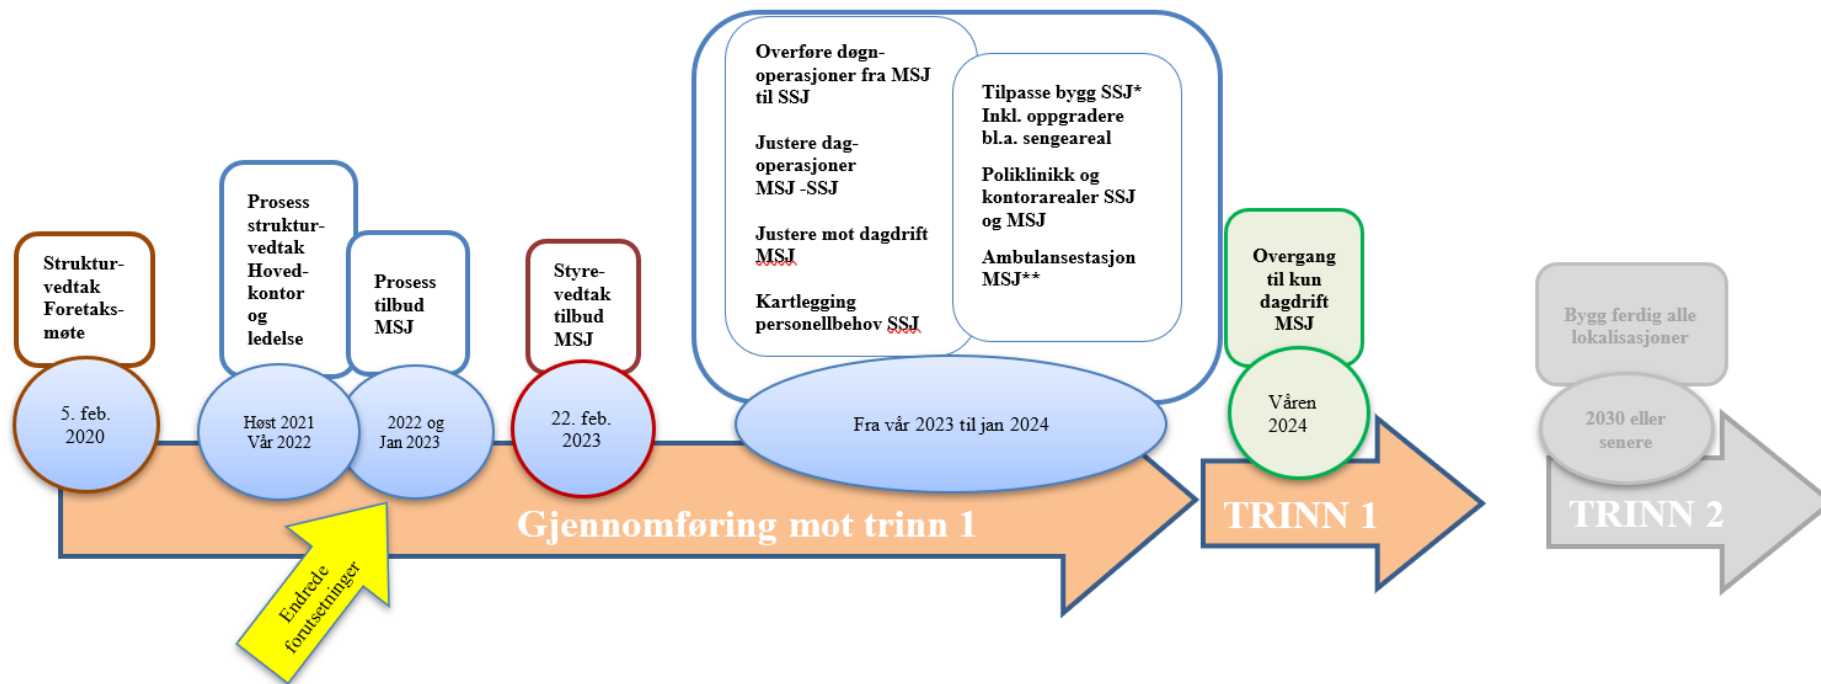 Struktur-
vedtak
Foretaks-
møte
5. feb.
2020
Prosess
struktur-
vedtak
Hoved-
kontor
og
ledelse
Høst 2021
Vår 2022
Prosess
tilbud
MSJ
2022 og
Jan 2023
Styre-
vedtak
tilbud
MSJ
22. feb.
2023
Overføre døgn-
operasjoner fra MSJ
til SSJ
Justere dag-
operasjoner
MSJ -SSJ
Justere mot dagdrift
MSJ
Kartlegging
personellbehov SSJ
Tilpasse bygg SSJ*
Inkl. oppgradere
bl.a. sengeareal
Poliklinikk og
kontorarealer SSJ
og MSJ
Ambulansestasjon
MSJ**
Fra vår 2023 til jan 2024
Overgang
til kun
dagdrift
MSJ
Våren
2024
Bygg ferdig alle
lokalisasjoner
2030 eller
senere
Gjennomføring mot trinn 1
TRINN 1
TRINN 2
Endrede
forutsetninger